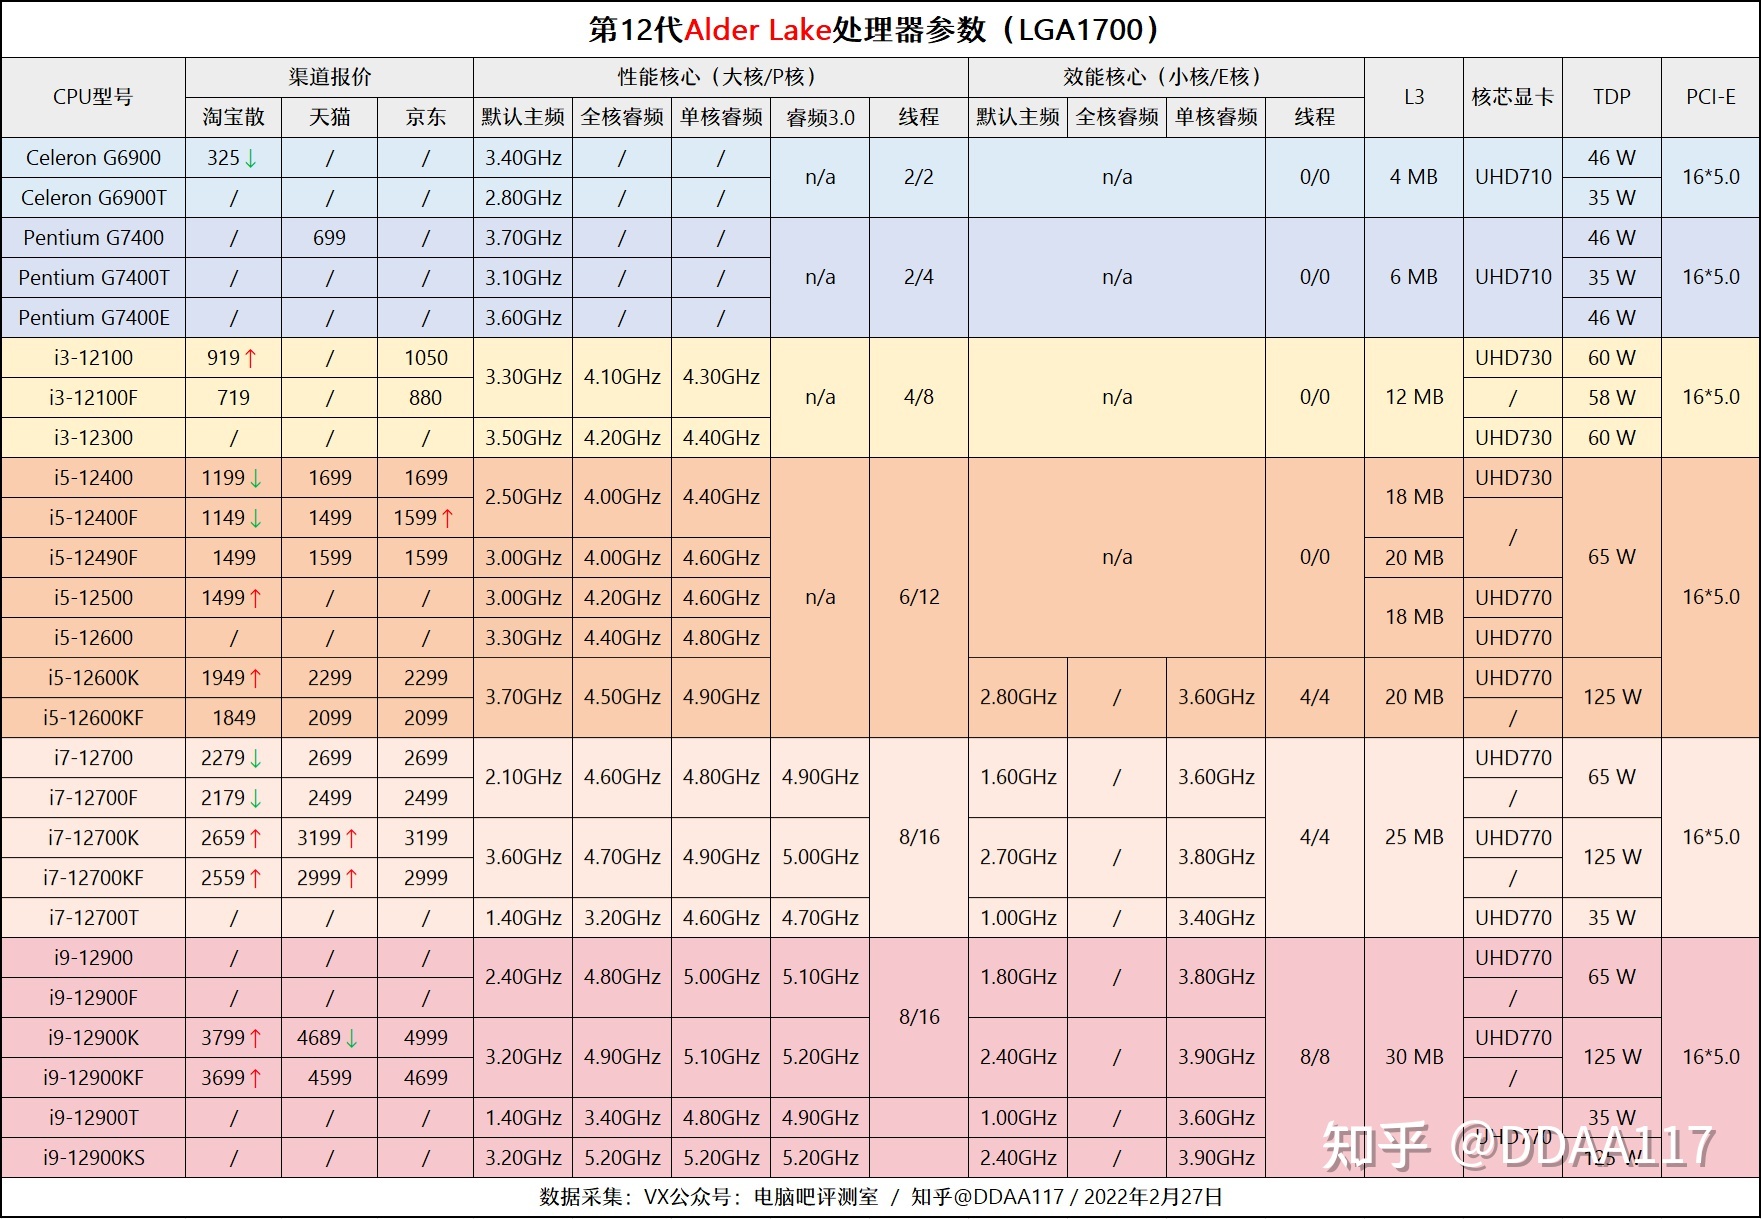 第12代Alder Lake处理器参数（LGA1700）
CPU型号 渠道报价 性能核心（大核/P核） 效能核心（小核/E核） L3 核芯显卡 TDP PCI-E
淘宝散 天猫 京东 默认主频 全核睿频 单核睿频 睿频3.0 线程 默认主频 全核睿频 单核睿频 线程
Celeron G6900 325↓ / / 3.40GHz / / n/a 2/2 n/a 0/0 4 MB UHD710 46 W 16*5.0
Celeron G6900T / / / 2.80GHz / / 35 W
Pentium G7400 / 699 / 3.70GHz / / 46 W
Pentium G7400T / / / 3.10GHz / / n/a 2/4 n/a 0/0 6 MB UHD710 35 W 16*5.0
Pentium G7400E / / / 3.60GHz / / 46 W
i3-12100 919↑ / 1050 3.30GHz 4.10GHz 4.30GHz UHD730 60 W
i3-12100F 719 / 880 n/a 4/8 n/a 0/0 12 MB / 58 W 16*5.0
i3-12300 / / / 3.50GHz 4.20GHz 4.40GHz UHD730 60 W
i5-12400 1199↓ 1699 1699 2.50GHz 4.00GHz 4.40GHz 18 MB UHD730
i5-12400F 1149↓ 1499 1599↑ /
i5-12490F 1499 1599 1599 3.00GHz 4.00GHz 4.60GHz n/a 0/0 20 MB 65 W
i5-12500 1499↑ / / 3.00GHz 4.20GHz 4.60GHz n/a 6/12 18 MB UHD770 16*5.0
i5-12600 / / / 3.30GHz 4.40GHz 4.80GHz UHD770
i5-12600K 1949↑ 2299 2299 3.70GHz 4.50GHz 4.90GHz 2.80GHz / 3.60GHz 4/4 20 MB UHD770 125 W
i5-12600KF 1849 2099 2099 /
i7-12700 2279↓ 2699 2699 2.10GHz 4.60GHz 4.80GHz 4.90GHz 1.60GHz / 3.60GHz UHD770 65 W
i7-12700F 2179↓ 2499 2499 /
i7-12700K 2659↑ 3199↑ 3199 3.60GHz 4.70GHz 4.90GHz 5.00GHz 8/16 2.70GHz / 3.80GHz 4/4 25 MB UHD770 125 W 16*5.0
i7-12700KF 2559↑ 2999↑ 2999 /
i7-12700T / / / 1.40GHz 3.20GHz 4.60GHz 4.70GHz 1.00GHz / 3.40GHz UHD770 35 W
i9-12900 / / / 2.40GHz 4.80GHz 5.00GHz 5.10GHz 1.80GHz / 3.80GHz UHD770 65 W
i9-12900F / / / 8/16 /
i9-12900K 3799↑ 4689↓ 4999 3.20GHz 4.90GHz 5.10GHz 5.20GHz 2.40GHz / 3.90GHz 8/8 30 MB UHD770 125 W 16*5.0
i9-12900KF 3699↑ 4599 4699 /
i9-12900T / / / 1.40GHz 3.40GHz 4.80GHz 4.90GHz 1.00GHz / 3.60GHz UHD770 35 W
i9-12900KS / / / 3.20GHz 5.20GHz 5.20GHz 5.20GHz 2.40GHz / 3.90GHz 125 W
知乎 @DDAA117
数据采集：VX公众号：电脑吧评测室 / 知乎@DDAA117 / 2022年2月27日